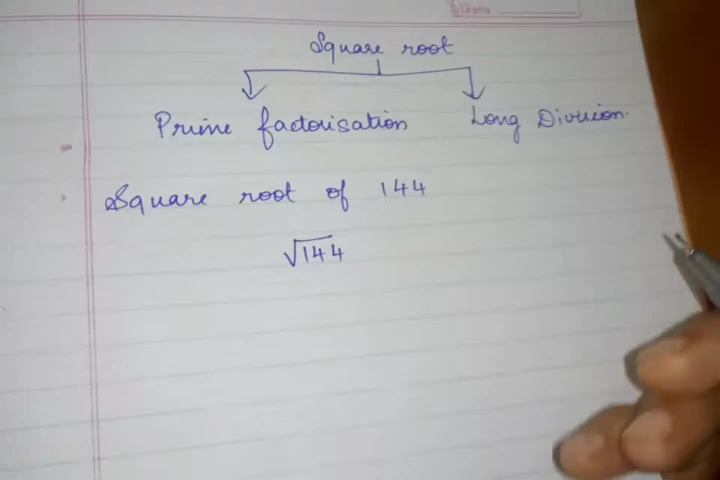 Square root
Prime factorisation Long Division.
Square root of 144
√144